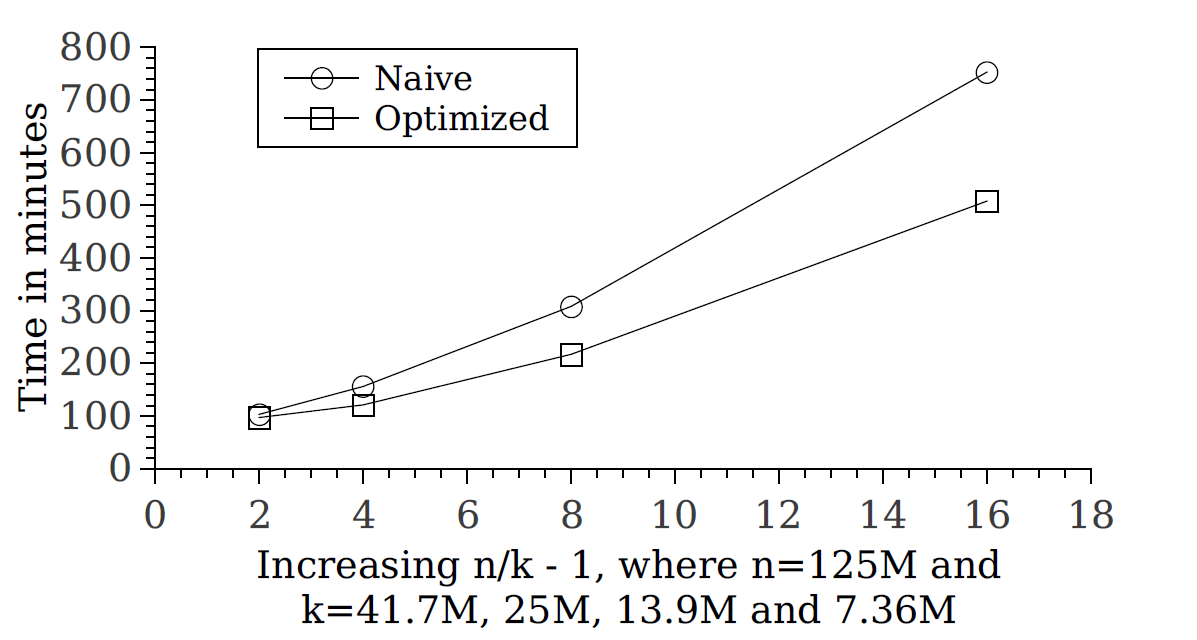 Time in minutes
800
700
600
500
400
300
200
100
0
Naive
Optimized
0 2 4 6 8 10 12 14 16 18
Increasing n/k - 1, where n=125M and
k=41.7M, 25M, 13.9M and 7.36M